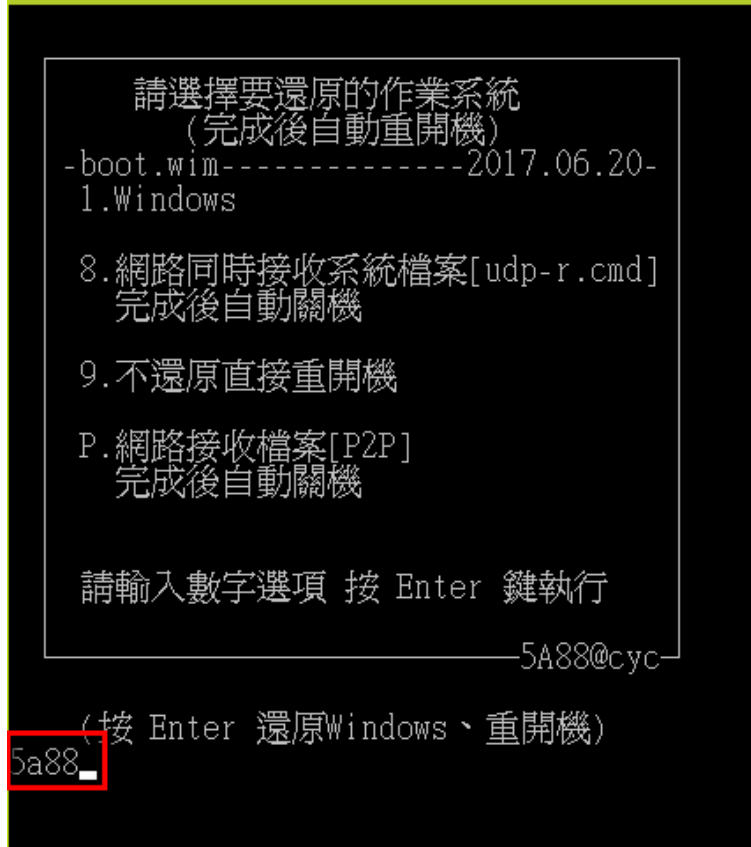 請選擇要還原的作業系統
(完成後自動重開機)
-boot.wim--------------2017.06.20-
1.Windows
8.網路同時接收系統檔案[udp-r.cmd]
完成後自動關機
9.不還原直接重開機
P.網路接收檔案[P2P]
完成後自動關機
請輸入數字選項 按 Enter 鍵執行
5A88@cyc
(按 Enter 還原Windows、重開機)
5a88_